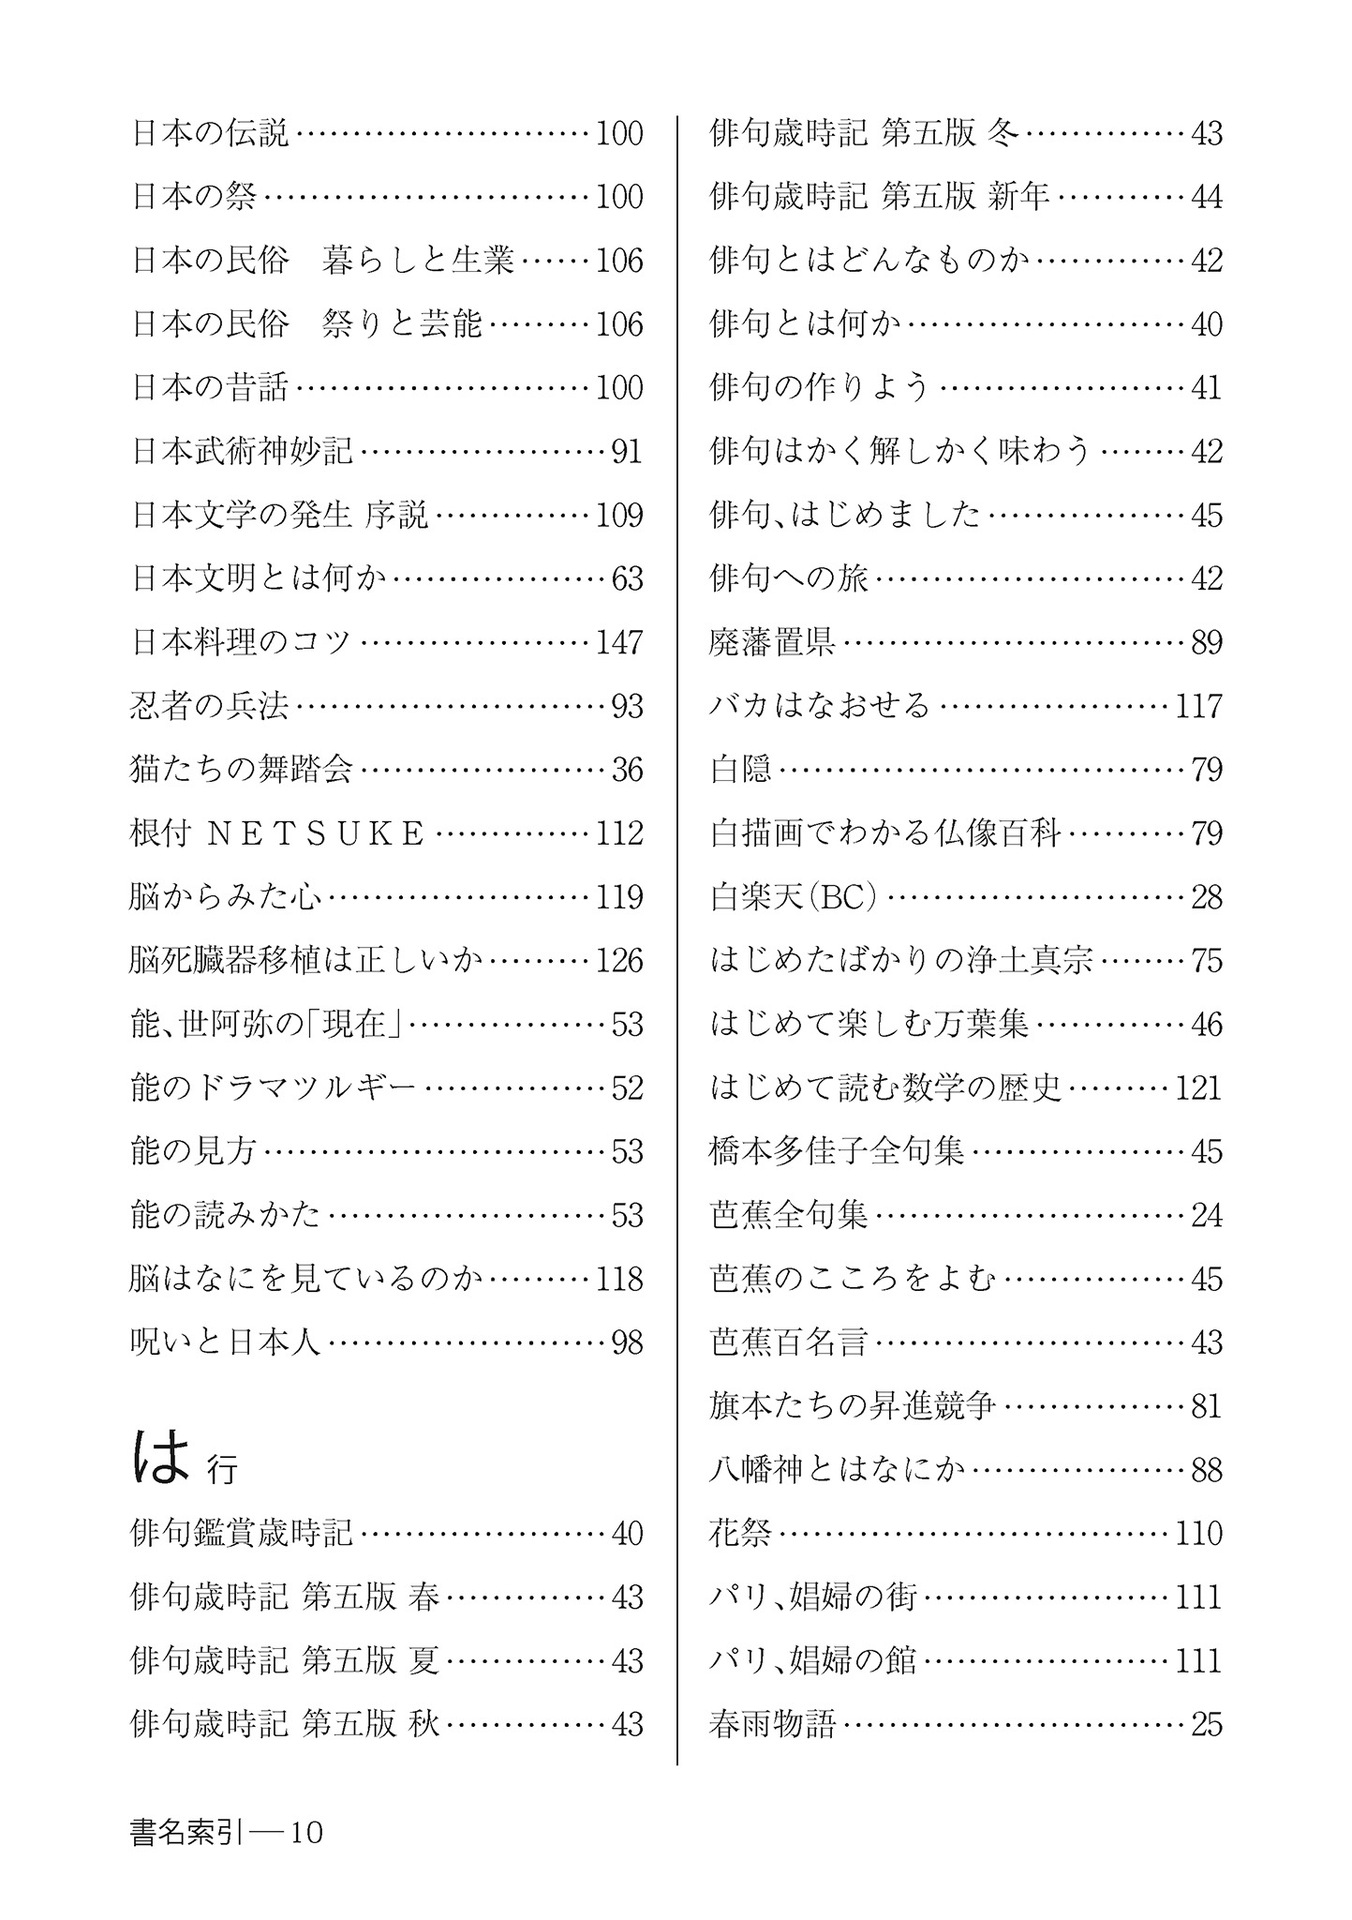 日本の伝説……………………………100
日本の祭………………………………100
日本の民俗　暮らしと生業……106
日本の民俗　祭りと芸能………106
日本の昔話……………………………100
日本武術神妙記………………………91
日本文学の発生 序説……………109
日本文明とは何か……………………63
日本料理のコツ……………………147
忍者の兵法……………………………93
猫たちの舞踏会………………………36
根付 ＮＥＴＳＵＫＥ……………112
脳からみた心………………………119
脳死臓器移植は正しいか………126
能、世阿弥の「現在」…………………53
能のドラマツルギー………………52
能の見方………………………………53
能の読みかた…………………………53
脳はなにを見ているのか………118
呪いと日本人…………………………98
は 行
俳句鑑賞歳時記………………………40
俳句歳時記 第五版 春……………43
俳句歳時記 第五版 夏……………43
俳句歳時記 第五版 秋……………43
俳句歳時記 第五版 冬……………43
俳句歳時記 第五版 新年…………44
俳句とはどんなものか……………42
俳句とは何か…………………………40
俳句の作りよう………………………41
俳句はかく解しかく味わう………42
俳句、はじめました…………………45
俳句への旅……………………………42
廃藩置県………………………………89
バカはなおせる……………………117
白隠……………………………………79
白描画でわかる仏像百科…………79
白楽天（BC）…………………………28
はじめたばかりの浄土真宗………75
はじめて楽しむ万葉集……………46
はじめて読む数学の歴史………121
橋本多佳子全句集…………………45
芭蕉全句集……………………………24
芭蕉のこころをよむ………………45
芭蕉百名言……………………………43
旗本たちの昇進競争………………81
八幡神とはなにか…………………88
花祭…………………………………110
パリ、娼婦の街……………………111
パリ、娼婦の館……………………111
春雨物語………………………………25
書名索引―10